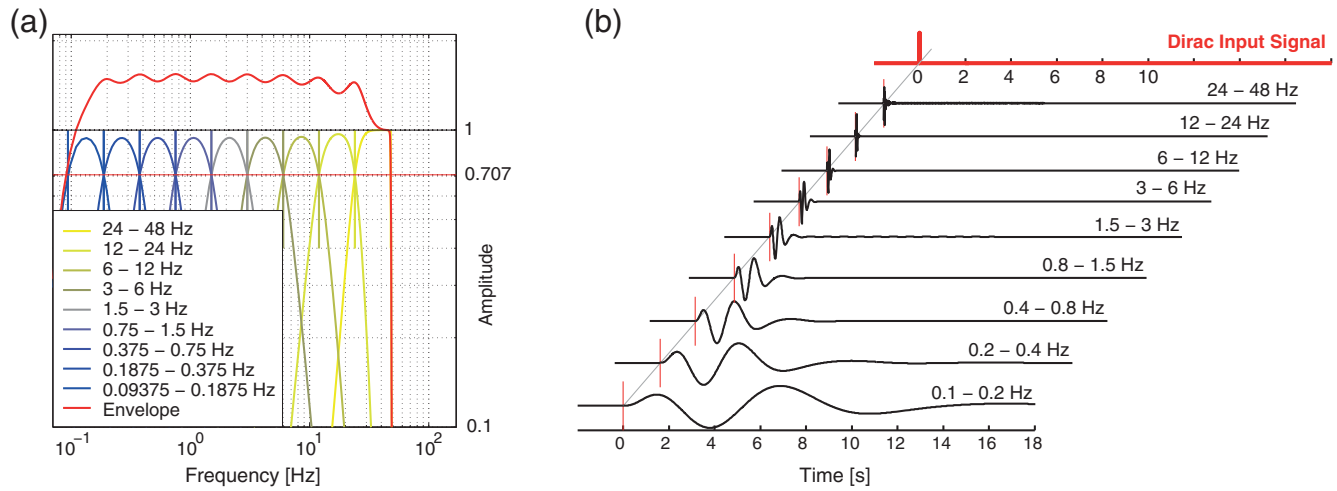 (a)
1
0.707
0.1
Amplitude
24 – 48 Hz
12 – 24 Hz
6 – 12 Hz
3 – 6 Hz
1.5 – 3 Hz
0.75 – 1.5 Hz
0.375 – 0.75 Hz
0.1875 – 0.375 Hz
0.09375 – 0.1875 Hz
Envelope
10⁻¹ 10⁰ 10¹ 10²
Frequency [Hz]
(b)
Dirac Input Signal
0 2 4 6 8 10
24 – 48 Hz
12 – 24 Hz
6 – 12 Hz
3 – 6 Hz
1.5 – 3 Hz
0.8 – 1.5 Hz
0.4 – 0.8 Hz
0.2 – 0.4 Hz
0.1 – 0.2 Hz
0 2 4 6 8 10 12 14 16 18
Time [s]